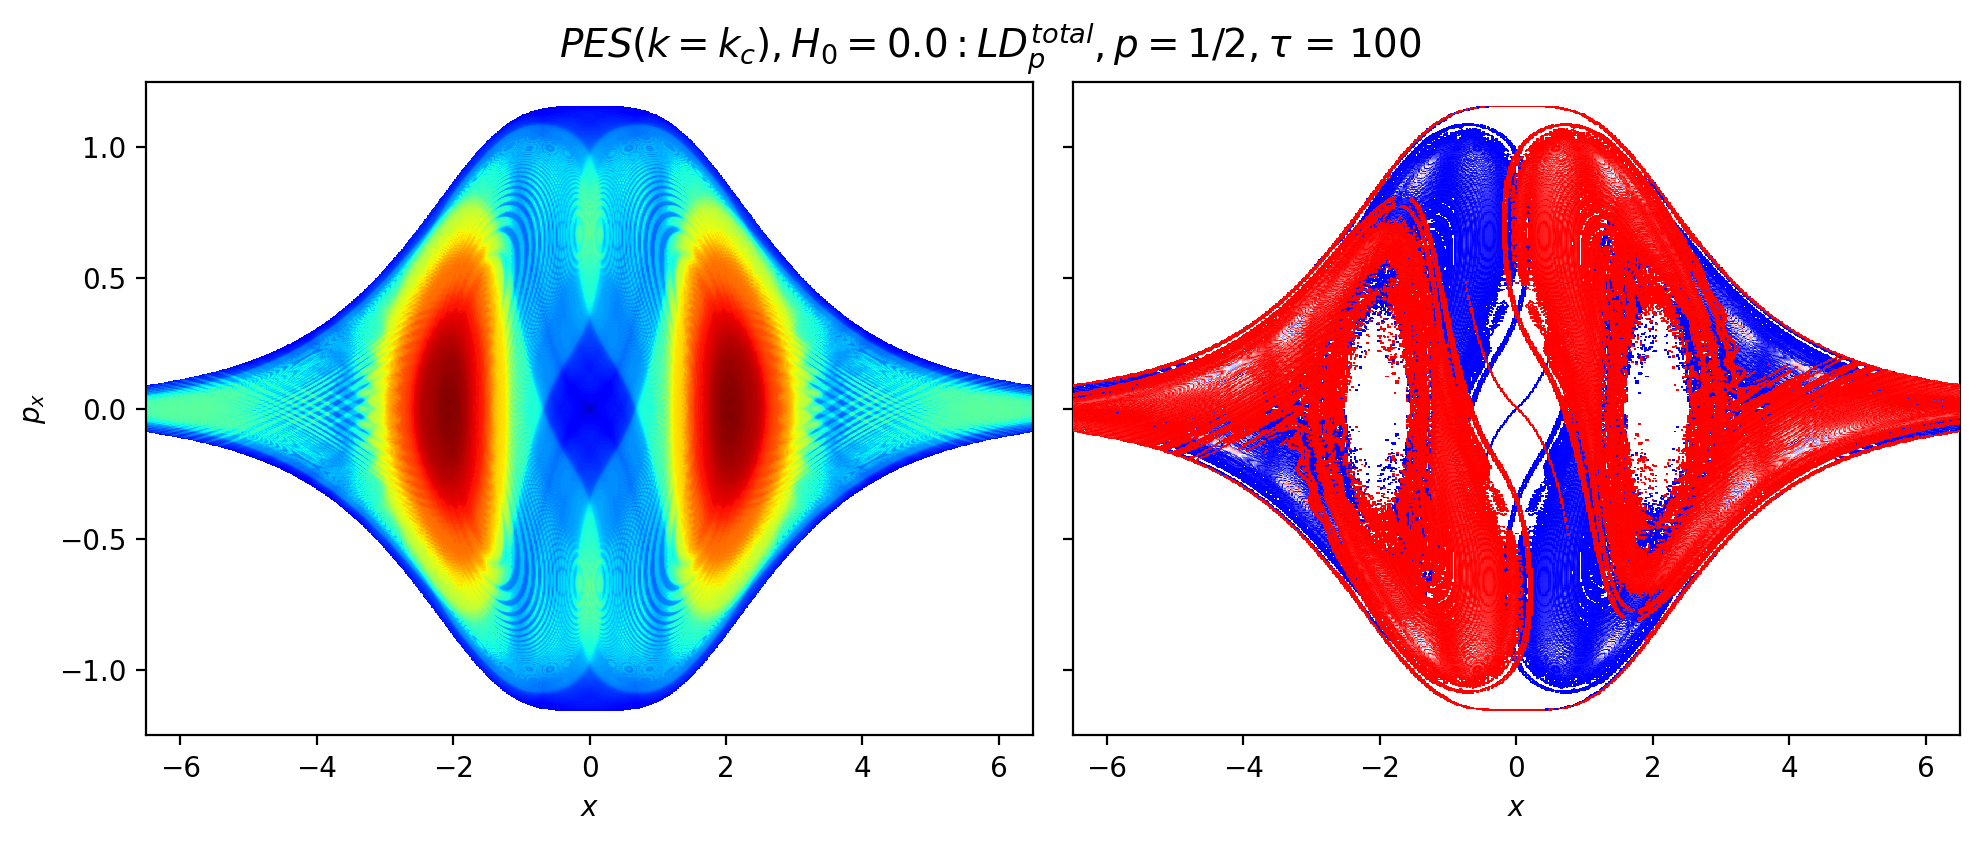 PES(k = k_c), H_0 = 0.0 : LD_p^{total}, p = 1/2, τ = 100
1.0
0.5
0.0
−0.5
−1.0
p_x
−6 −4 −2 0 2 4 6
x
−6 −4 −2 0 2 4 6
x